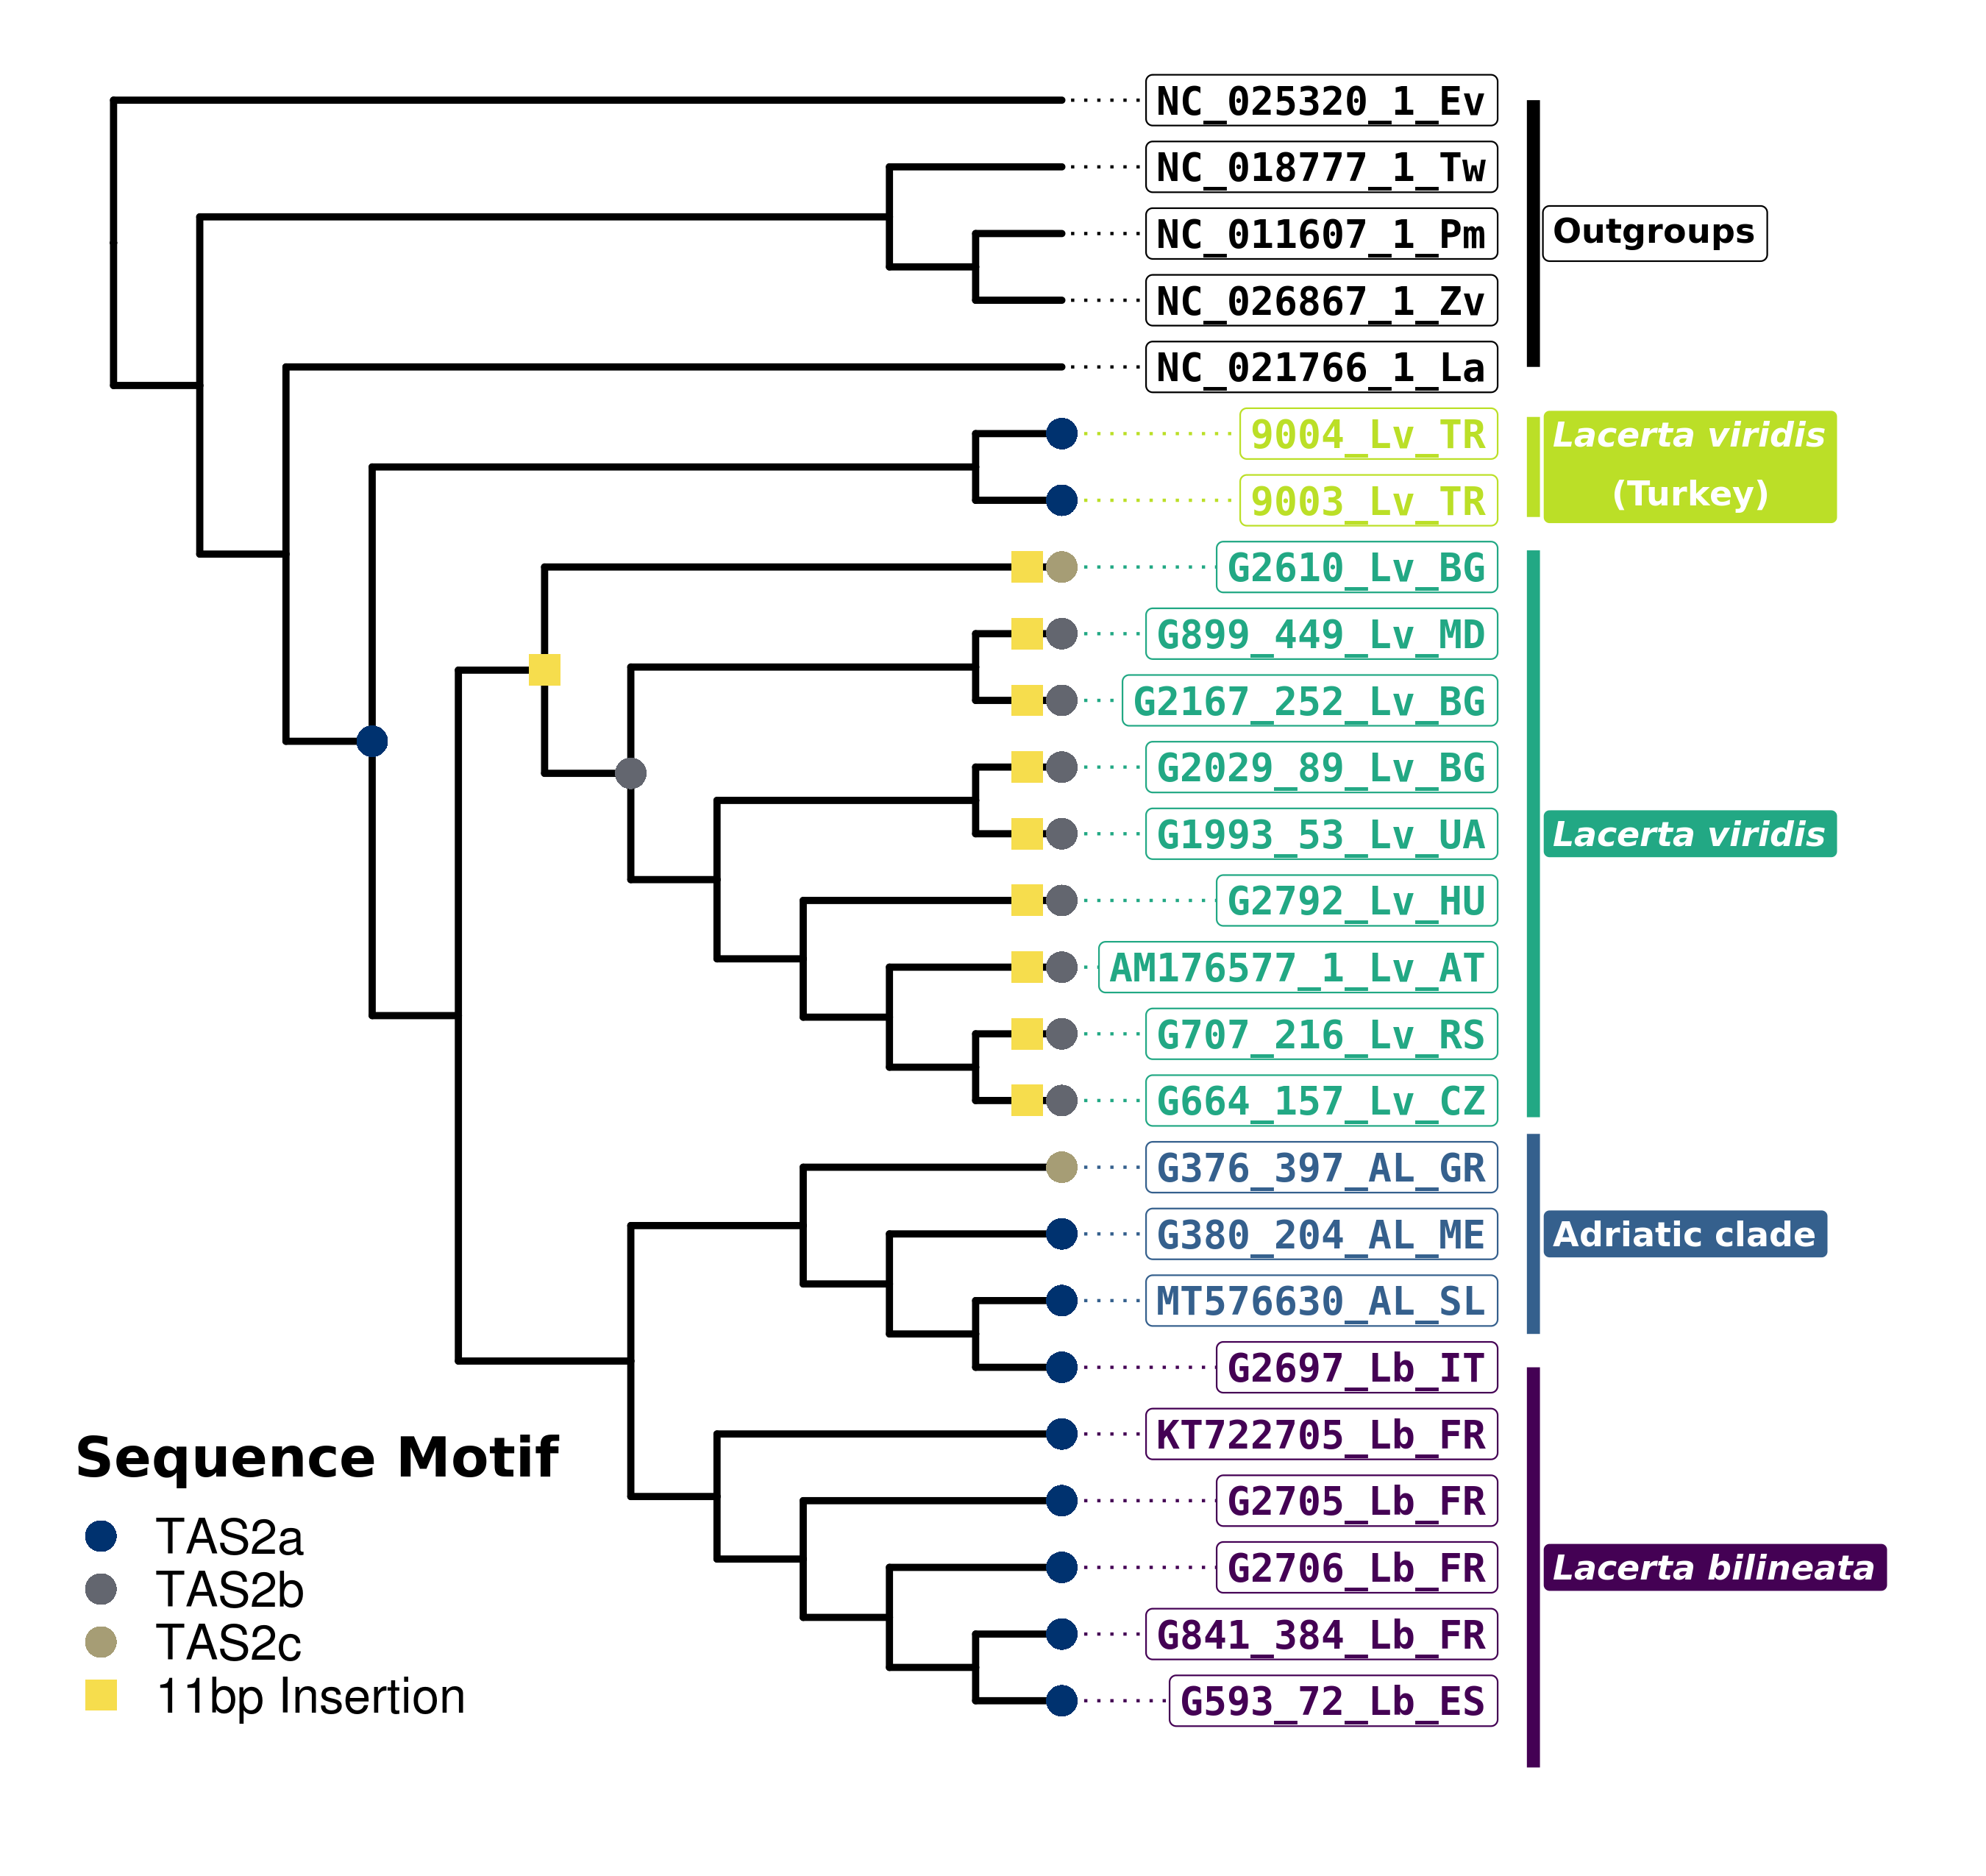 NC_025320_1_Ev
NC_018777_1_Tw
NC_011607_1_Pm
Outgroups
NC_026867_1_Zv
NC_021766_1_La
9004_Lv_TR
Lacerta viridis
(Turkey)
9003_Lv_TR
G2610_Lv_BG
G899_449_Lv_MD
G2167_252_Lv_BG
G2029_89_Lv_BG
G1993_53_Lv_UA
Lacerta viridis
G2792_Lv_HU
AM176577_1_Lv_AT
G707_216_Lv_RS
G664_157_Lv_CZ
G376_397_AL_GR
G380_204_AL_ME
Adriatic clade
MT576630_AL_SL
G2697_Lb_IT
KT722705_Lb_FR
G2705_Lb_FR
G2706_Lb_FR
Lacerta bilineata
G841_384_Lb_FR
G593_72_Lb_ES
Sequence Motif
TAS2a
TAS2b
TAS2c
11bp Insertion